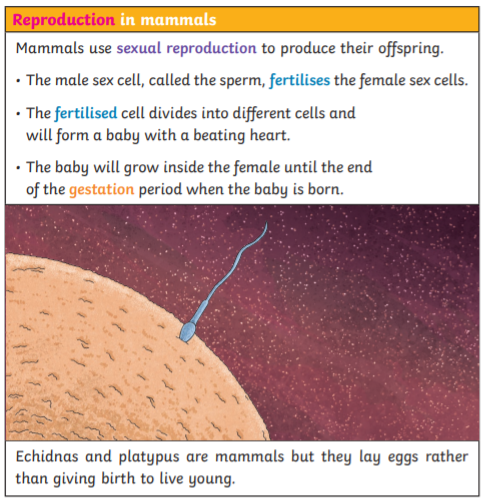 Reproduction in mammals
Mammals use sexual reproduction to produce their offspring.
• The male sex cell, called the sperm, fertilises the female sex cells.
• The fertilised cell divides into different cells and
will form a baby with a beating heart.
• The baby will grow inside the female until the end
of the gestation period when the baby is born.
Echidnas and platypus are mammals but they lay eggs rather
than giving birth to live young.